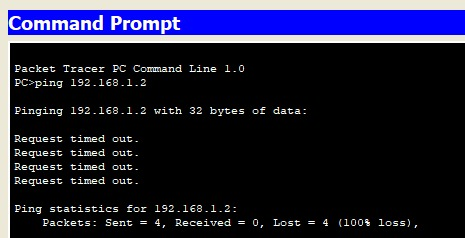 Command Prompt
Packet Tracer PC Command Line 1.0
PC>ping 192.168.1.2
Pinging 192.168.1.2 with 32 bytes of data:
Request timed out.
Request timed out.
Request timed out.
Request timed out.
Ping statistics for 192.168.1.2:
Packets: Sent = 4, Received = 0, Lost = 4 (100% loss),